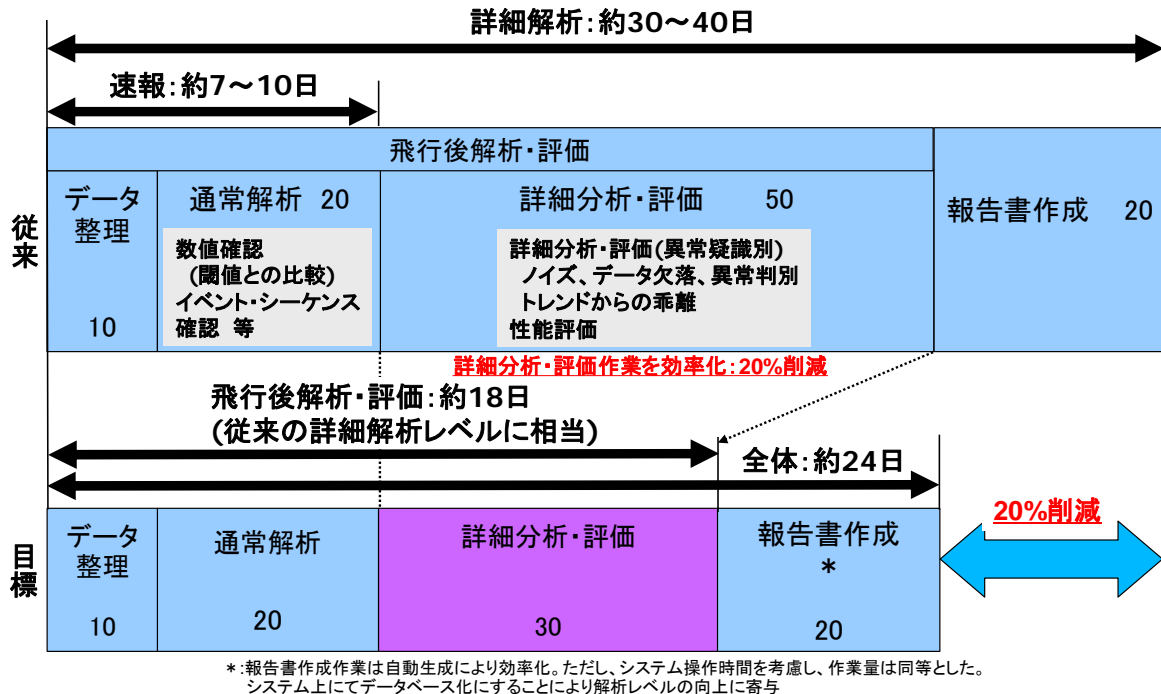 詳細解析:約30～40日
速報:約7～10日
従来
飛行後解析・評価
データ
整理
10
通常解析 20
数値確認
(閾値との比較)
イベント・シーケンス
確認 等
詳細分析・評価 50
詳細分析・評価(異常疑識別)
ノイズ、データ欠落、異常判別
トレンドからの乖離
性能評価
報告書作成 20
詳細分析・評価作業を効率化:20%削減
飛行後解析・評価:約18日
(従来の詳細解析レベルに相当)
全体:約24日
目標
データ
整理
10
通常解析
20
詳細分析・評価
30
報告書作成
*
20
20%削減
*:報告書作成作業は自動生成により効率化。ただし、システム操作時間を考慮し、作業量は同等とした。
システム上にてデータベース化にすることにより解析レベルの向上に寄与